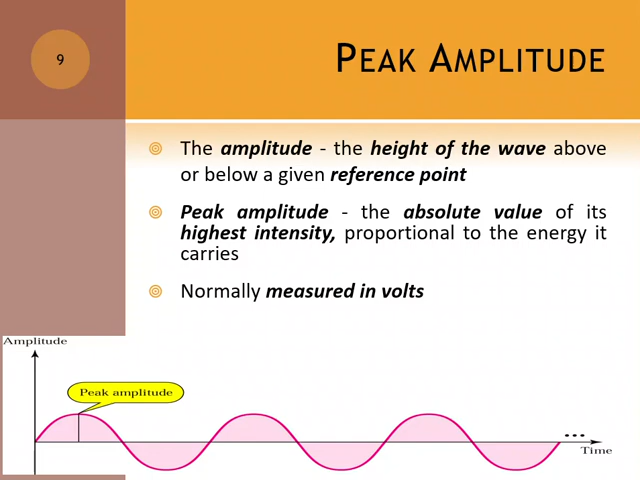 9
PEAK AMPLITUDE
The amplitude - the height of the wave above
or below a given reference point
Peak amplitude - the absolute value of its
highest intensity, proportional to the energy it
carries
Normally measured in volts
Amplitude
Peak amplitude
...
Time